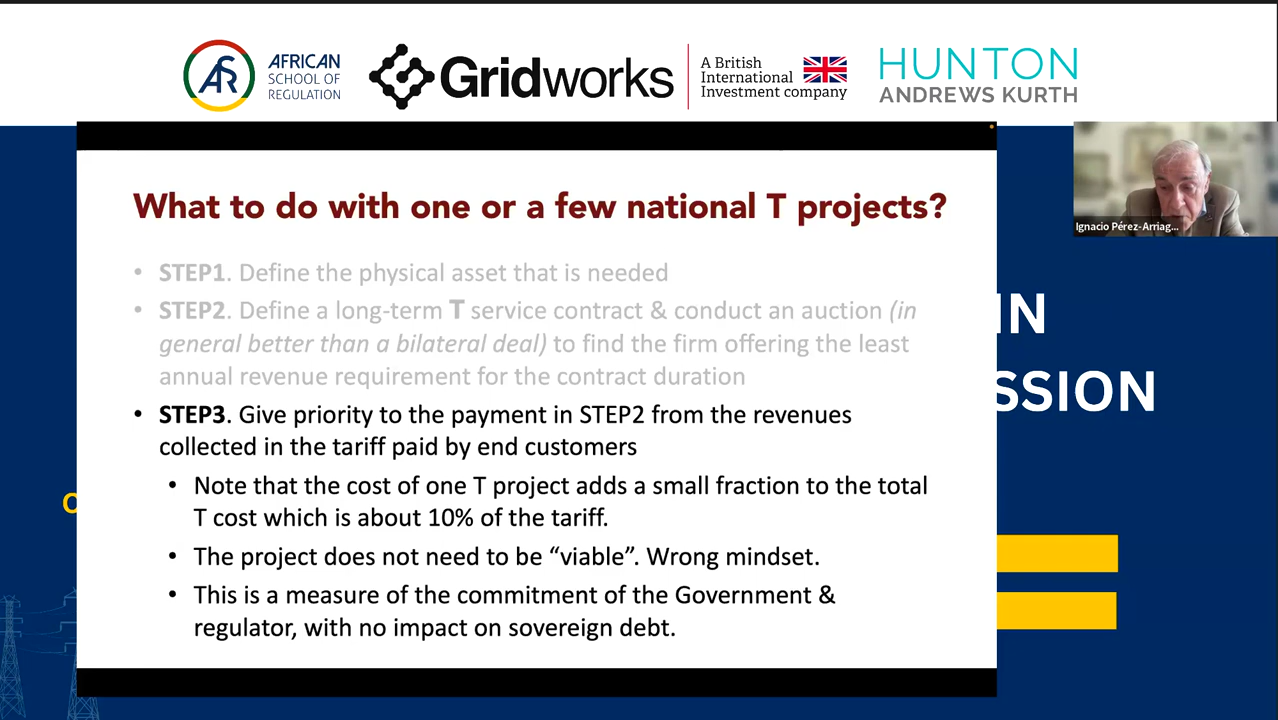 AFRICAN
SCHOOL OF
REGULATION
Gridworks
A British
International
Investment company
HUNTON
ANDREWS KURTH
What to do with one or a few national T projects?
• STEP1. Define the physical asset that is needed
• STEP2. Define a long-term T service contract & conduct an auction (in
general better than a bilateral deal) to find the firm offering the least
annual revenue requirement for the contract duration
• STEP3. Give priority to the payment in STEP2 from the revenues
collected in the tariff paid by end customers
• Note that the cost of one T project adds a small fraction to the total
T cost which is about 10% of the tariff.
• The project does not need to be “viable”. Wrong mindset.
• This is a measure of the commitment of the Government &
regulator, with no impact on sovereign debt.
Ignacio Pérez-Arriag...
IN
SSION